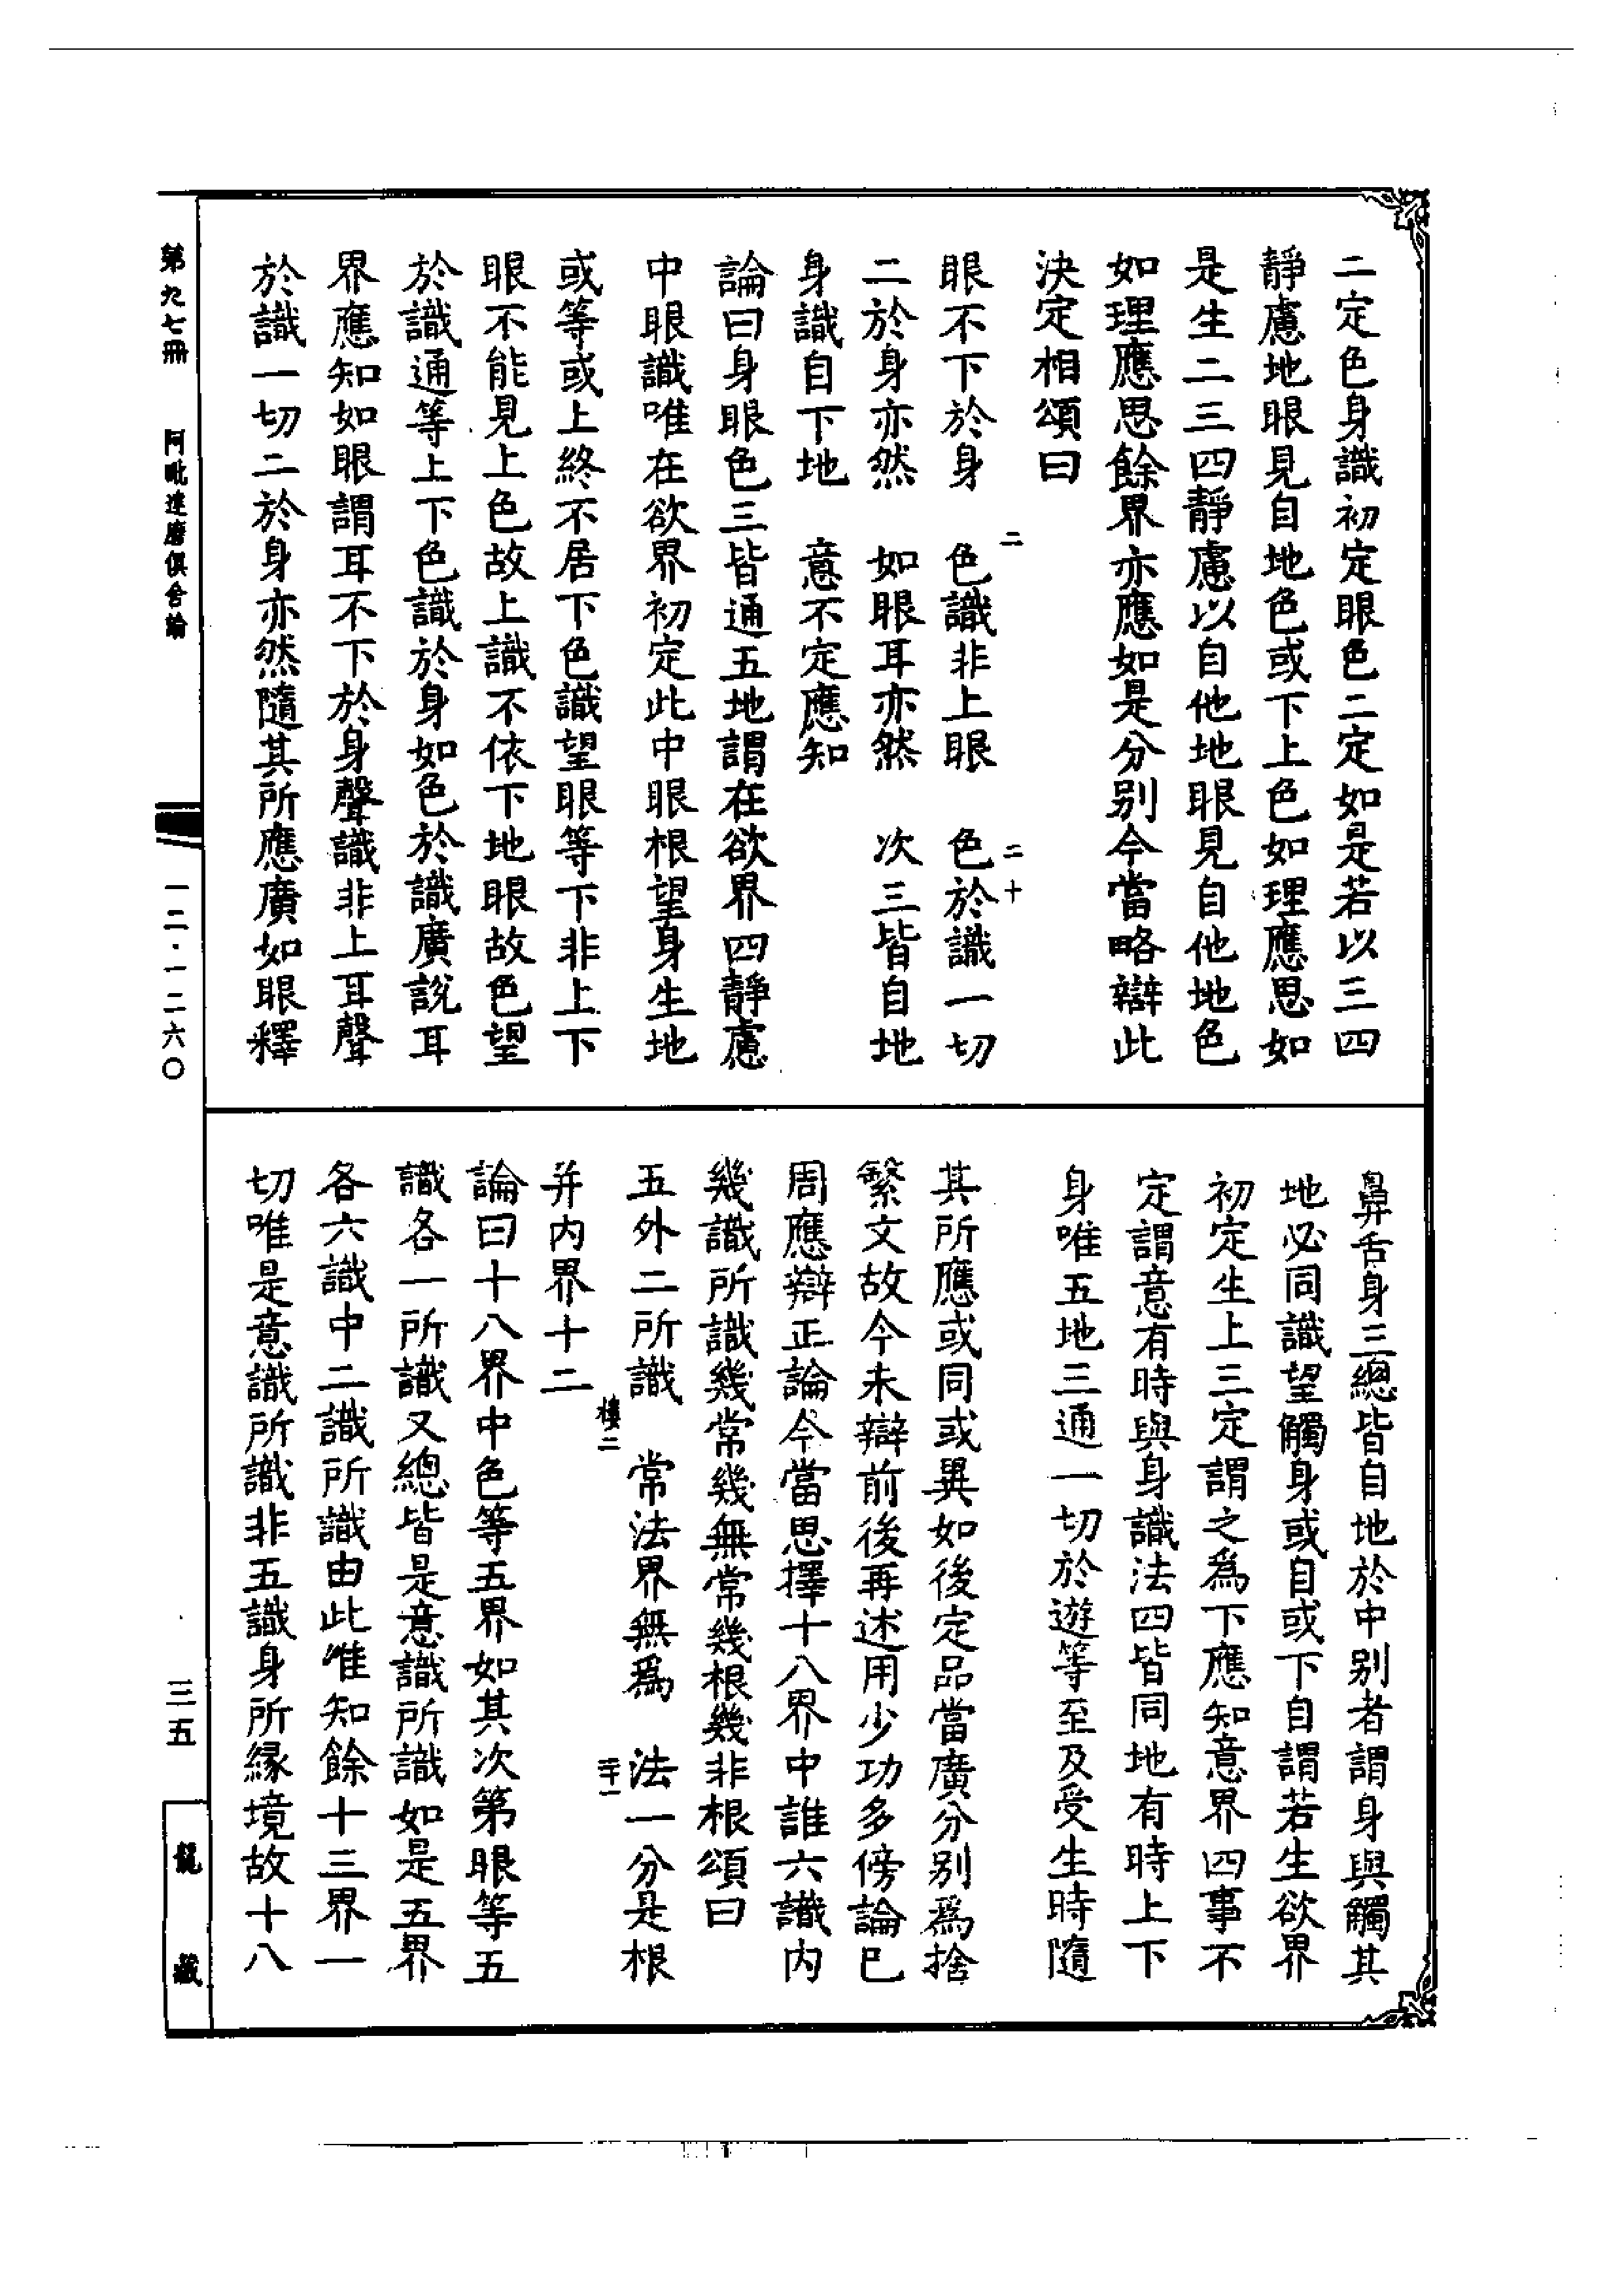 二定色身識初定眼色二定如是若以三四
靜慮地眼見自地色或下上色如理應思如
是生二三四靜慮以自他地眼見自他地色
如理應思餘界亦應如是分别今當略辯此
決定相頌曰
眼不下於身　色識非上眼　色於識一切
二於身亦然　如眼耳亦然　次三皆自地
身識自下地　意不定應知
論曰身眼色三皆通五地謂在欲界四靜慮
中眼識唯在欲界初定此中眼根望身生地
或等或上終不居下色識望眼等下非上下
眼不能見上色故上識不依下地眼故色望
於識通等上下色識於身如色於識廣說耳
界應知如眼謂耳不下於身聲識非上耳聲
於識一切二於身亦然隨其所應廣如眼釋
鼻舌身三總皆自地於中别者謂身與觸其
地必同識望觸身或自或下自謂若生欲界
初定生上三定謂之爲下應知意界四事不
定謂意有時與身識法四皆同地有時上下
身唯五地三通一切於遊等至及受生時隨
其所應或同或異如後定品當廣分别爲捨
繁文故今未辯前後再述用少功多傍論已
周應辯正論今當思擇十八界中誰六識內
幾識所識幾常幾無常幾根幾非根頌曰
五外二所識　常法界無爲　法一分是根
并内界十二
論曰十八界中色等五界如其次第眼等五
識各一所識又總皆是意識所識如是五界
各六識中二識所識由此唯知餘十三界一
切唯是意識所識非五識身所緣境故十八
二
二十
樓二
二十一
第九七冊　阿毗達磨俱舍論
一二·一二六〇
三五
龍藏